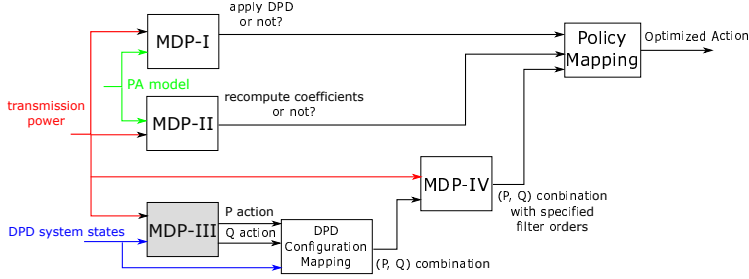 apply DPD
or not?
MDP-I
Policy
Mapping
Optimized Action
PA model
transmission
power
recompute coefficients
or not?
MDP-II
MDP-IV
(P, Q) conbination
with specified
filter orders
P action
MDP-III
Q action
DPD system states
DPD
Configuration
Mapping
(P, Q) combination